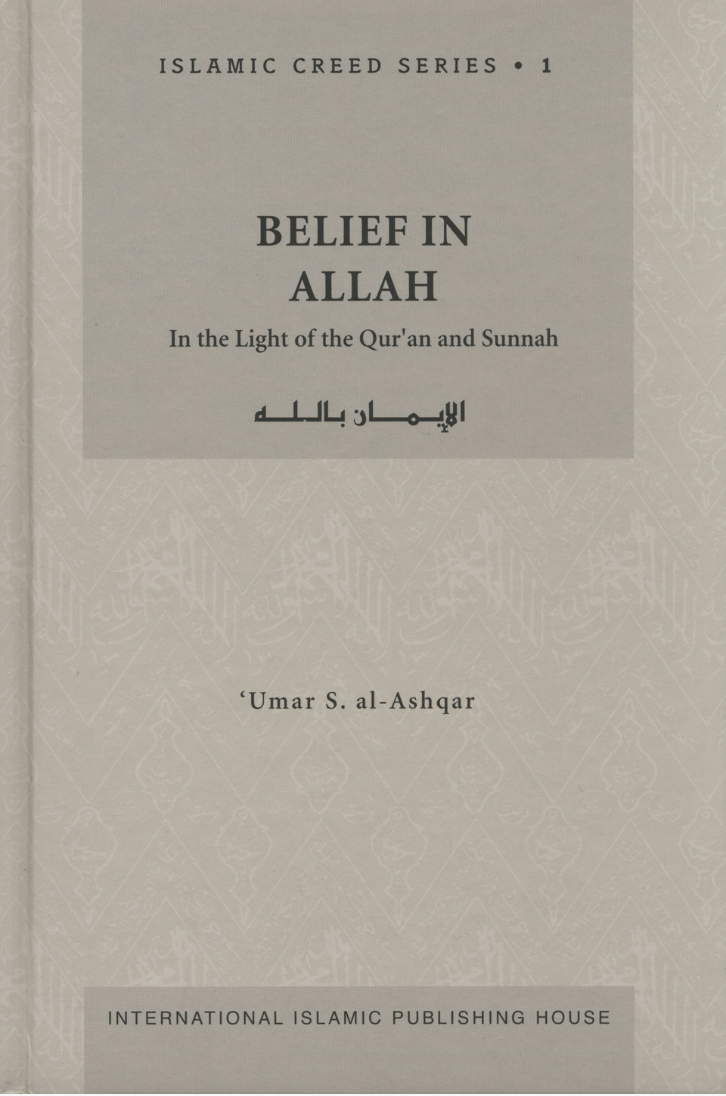 ISLAMIC CREED SERIES • 1
BELIEF IN
ALLAH
In the Light of the Qur'an and Sunnah
الإيمان بالله
‘Umar S. al-Ashqar
INTERNATIONAL ISLAMIC PUBLISHING HOUSE